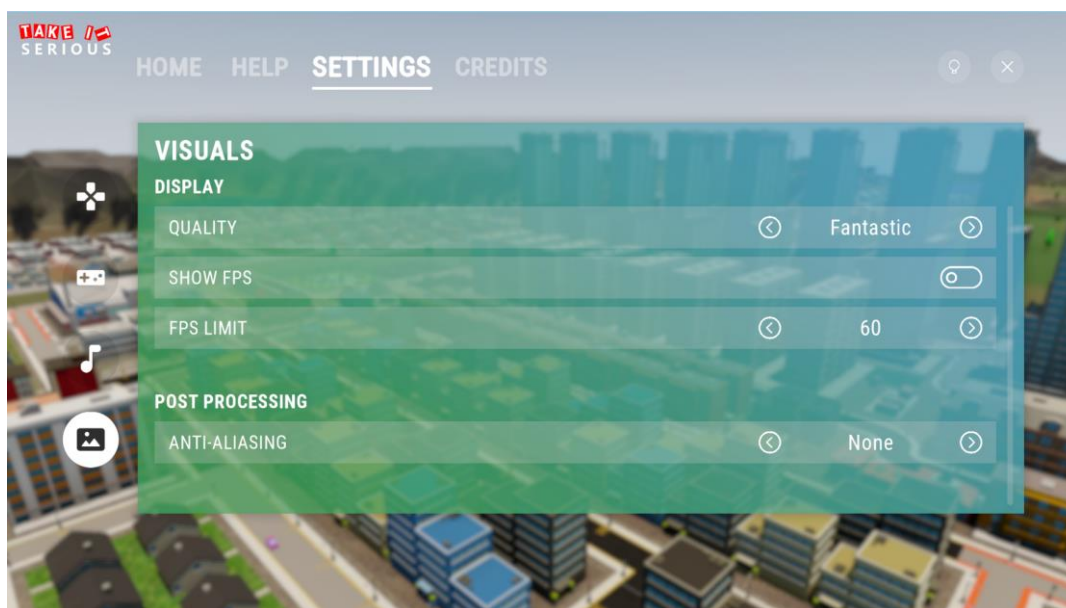 TAKE IT
SERIOUS
HOME HELP SETTINGS CREDITS
VISUALS
DISPLAY
QUALITY Fantastic
SHOW FPS
FPS LIMIT 60
POST PROCESSING
ANTI-ALIASING None